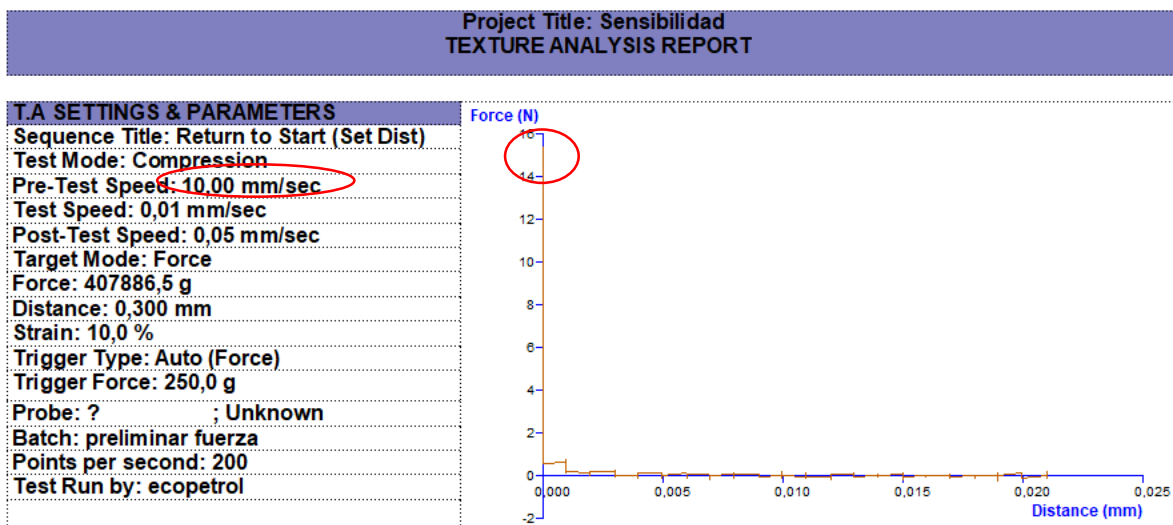 Project Title: Sensibilidad
TEXTURE ANALYSIS REPORT
T.A SETTINGS & PARAMETERS
Sequence Title: Return to Start (Set Dist)
Test Mode: Compression
Pre-Test Speed: 10,00 mm/sec
Test Speed: 0,01 mm/sec
Post-Test Speed: 0,05 mm/sec
Target Mode: Force
Force: 407886,5 g
Distance: 0,300 mm
Strain: 10,0 %
Trigger Type: Auto (Force)
Trigger Force: 250,0 g
Probe: ? ; Unknown
Batch: preliminar fuerza
Points per second: 200
Test Run by: ecopetrol
Force (N)
16
14
12
10
8
6
4
2
0
-2
0,000 0,005 0,010 0,015 0,020 0,025
Distance (mm)